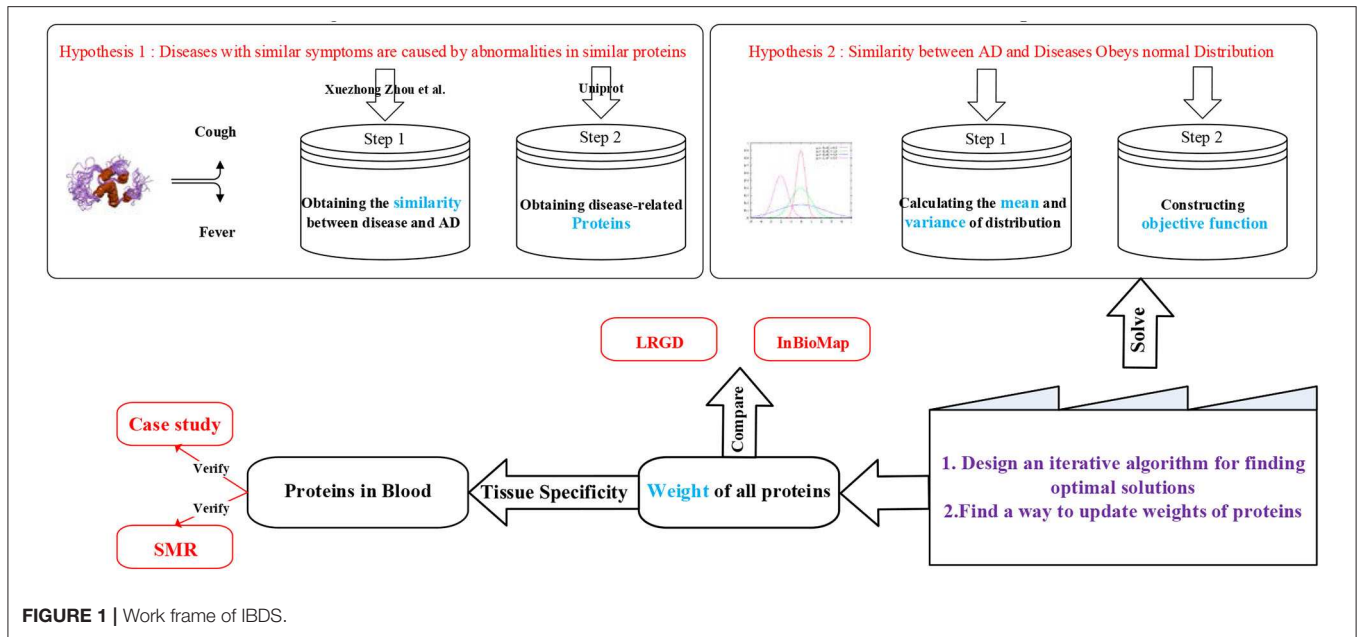 Hypothesis 1 : Diseases with similar symptoms are caused by abnormalities in similar proteins
Xuezhong Zhou et al.
Uniprot
Cough
Fever
Step 1
Obtaining the similarity
between disease and AD
Step 2
Obtaining disease-related
Proteins
Hypothesis 2 : Similarity between AD and Diseases Obeys normal Distribution
Step 1
Calculating the mean and
variance of distribution
Step 2
Constructing
objective function
Solve
LRGD
InBioMap
Compare
Case study
Verify
Verify
SMR
Proteins in Blood
Tissue Specificity
Weight of all proteins
1. Design an iterative algorithm for finding
optimal solutions
2.Find a way to update weights of proteins
FIGURE 1 | Work frame of IBDS.